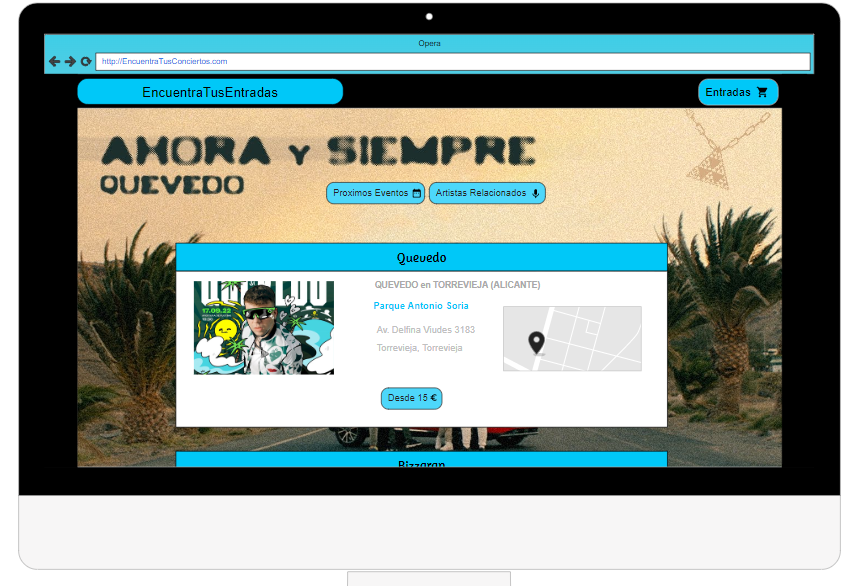 Opera
http://EncuentraTusConciertos.com
EncuentraTusEntradas
Entradas
AHORA Y SIEMPRE
QUEVEDO
Proximos Eventos
Artistas Relacionados
Quevedo
17.09.22
QUEVEDO en TORREVIEJA (ALICANTE)
Parque Antonio Soria
Av. Delfina Viudes 3183
Torrevieja, Torrevieja
Desde 15 €